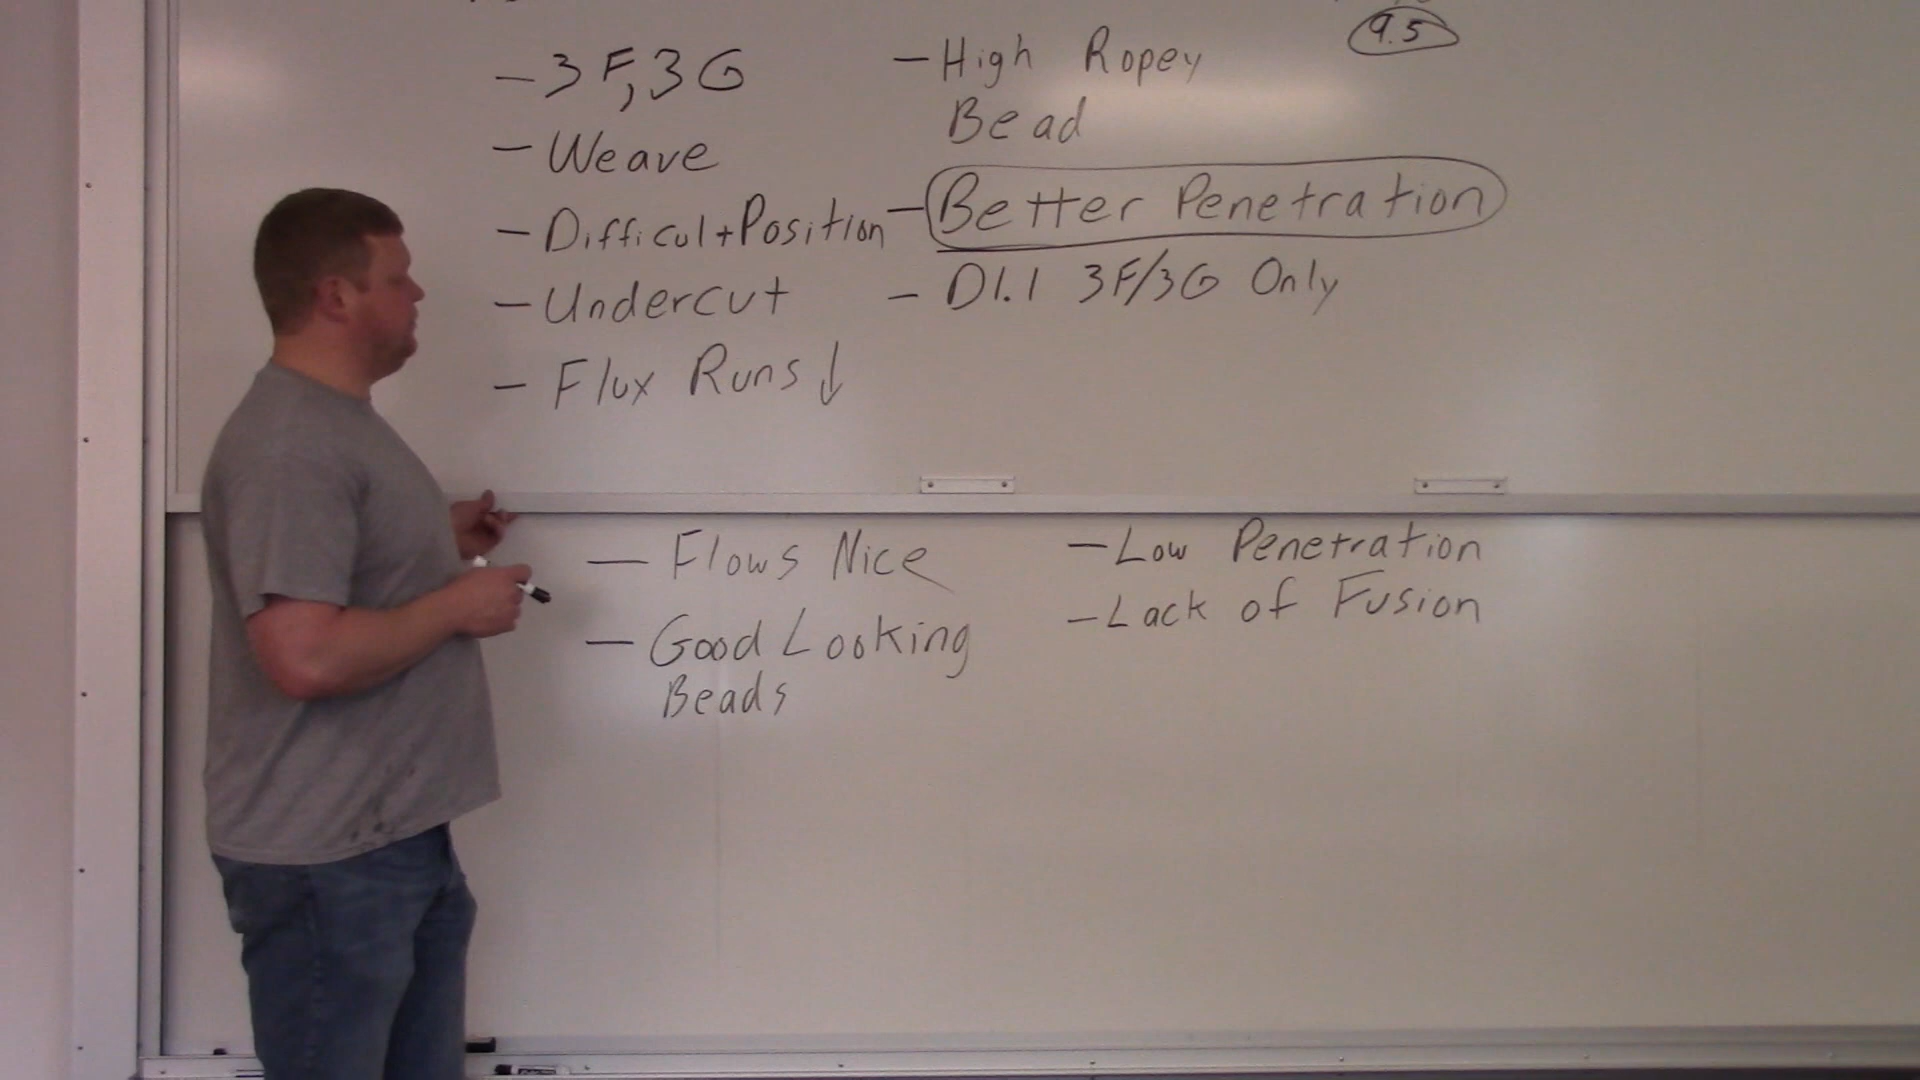 9.5
- 3F, 3G
- Weave
- Difficult Position
- Undercut
- Flux Runs ↓
- High Ropey
Bead
- Better Penetration
- D1.1 3F/3G Only
- Flows Nice
- Good Looking
Beads
- Low Penetration
- Lack of Fusion